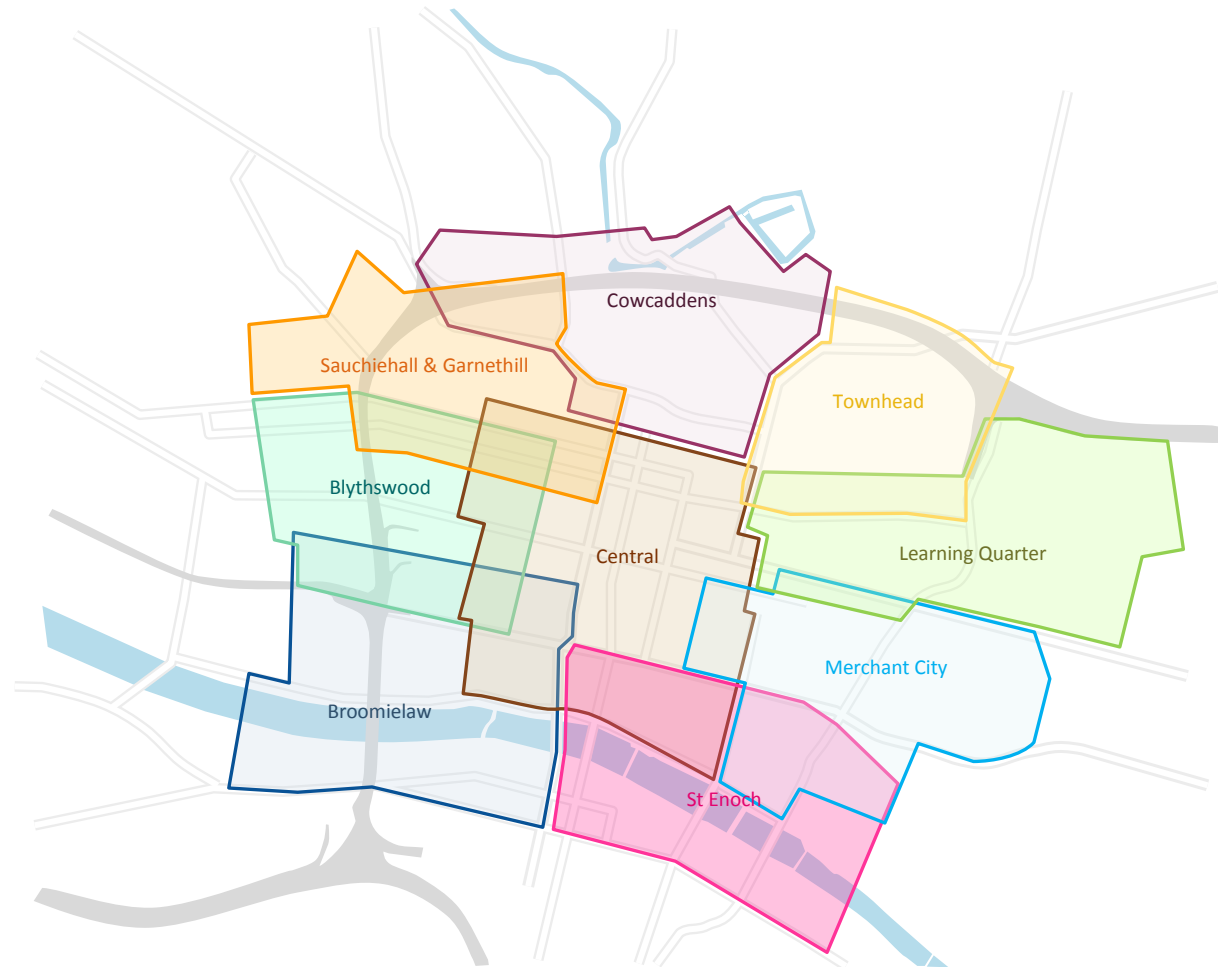 Cowcaddens
Sauchiehall & Garnethill
Townhead
Blythswood
Central
Learning Quarter
Merchant City
Broomielaw
St Enoch